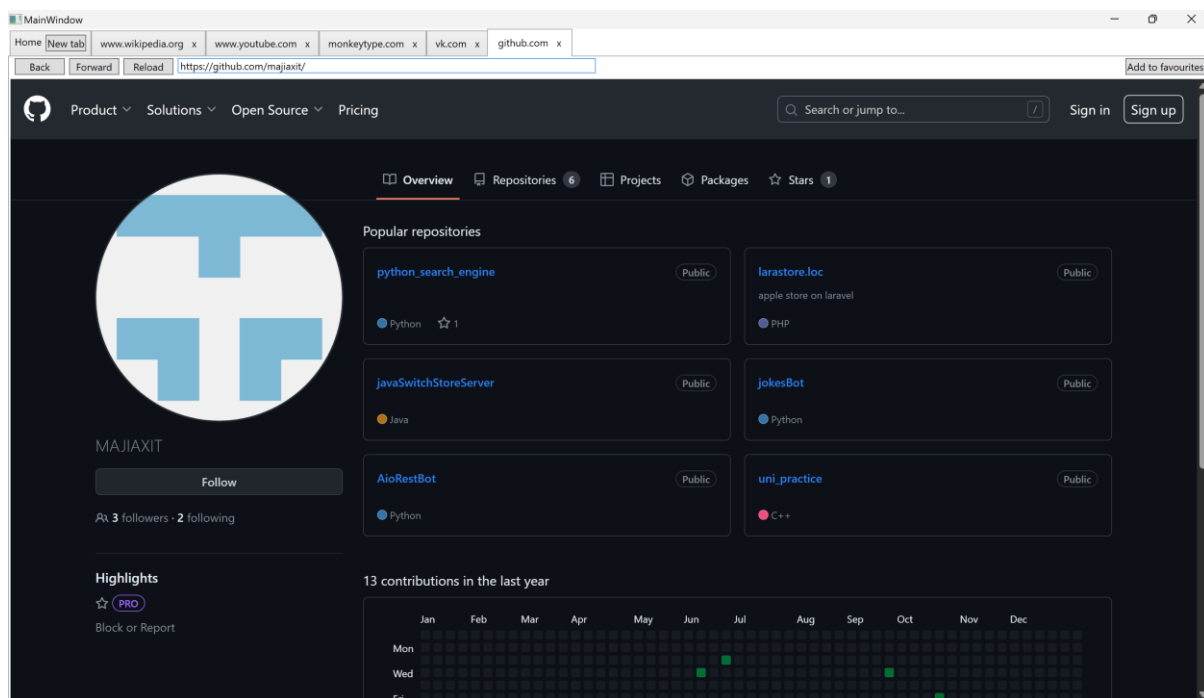 MainWindow
Home New tab www.wikipedia.org x www.youtube.com x monkeytype.com x vk.com x github.com x
Back Forward Reload https://github.com/majiaxit/ Add to favourites
Product Solutions Open Source Pricing Search or jump to... / Sign in Sign up
Overview Repositories 6 Projects Packages Stars 1
Popular repositories
python_search_engine Public
Python 1
larastore.loc Public
apple store on laravel
PHP
javaSwitchStoreServer Public
Java
jokesBot Public
Python
AioRestBot Public
Python
uni_practice Public
C++
MAJIAXIT
Follow
3 followers · 2 following
Highlights
PRO
Block or Report
13 contributions in the last year
Jan Feb Mar Apr May Jun Jul Aug Sep Oct Nov Dec
Mon
Wed
Fri